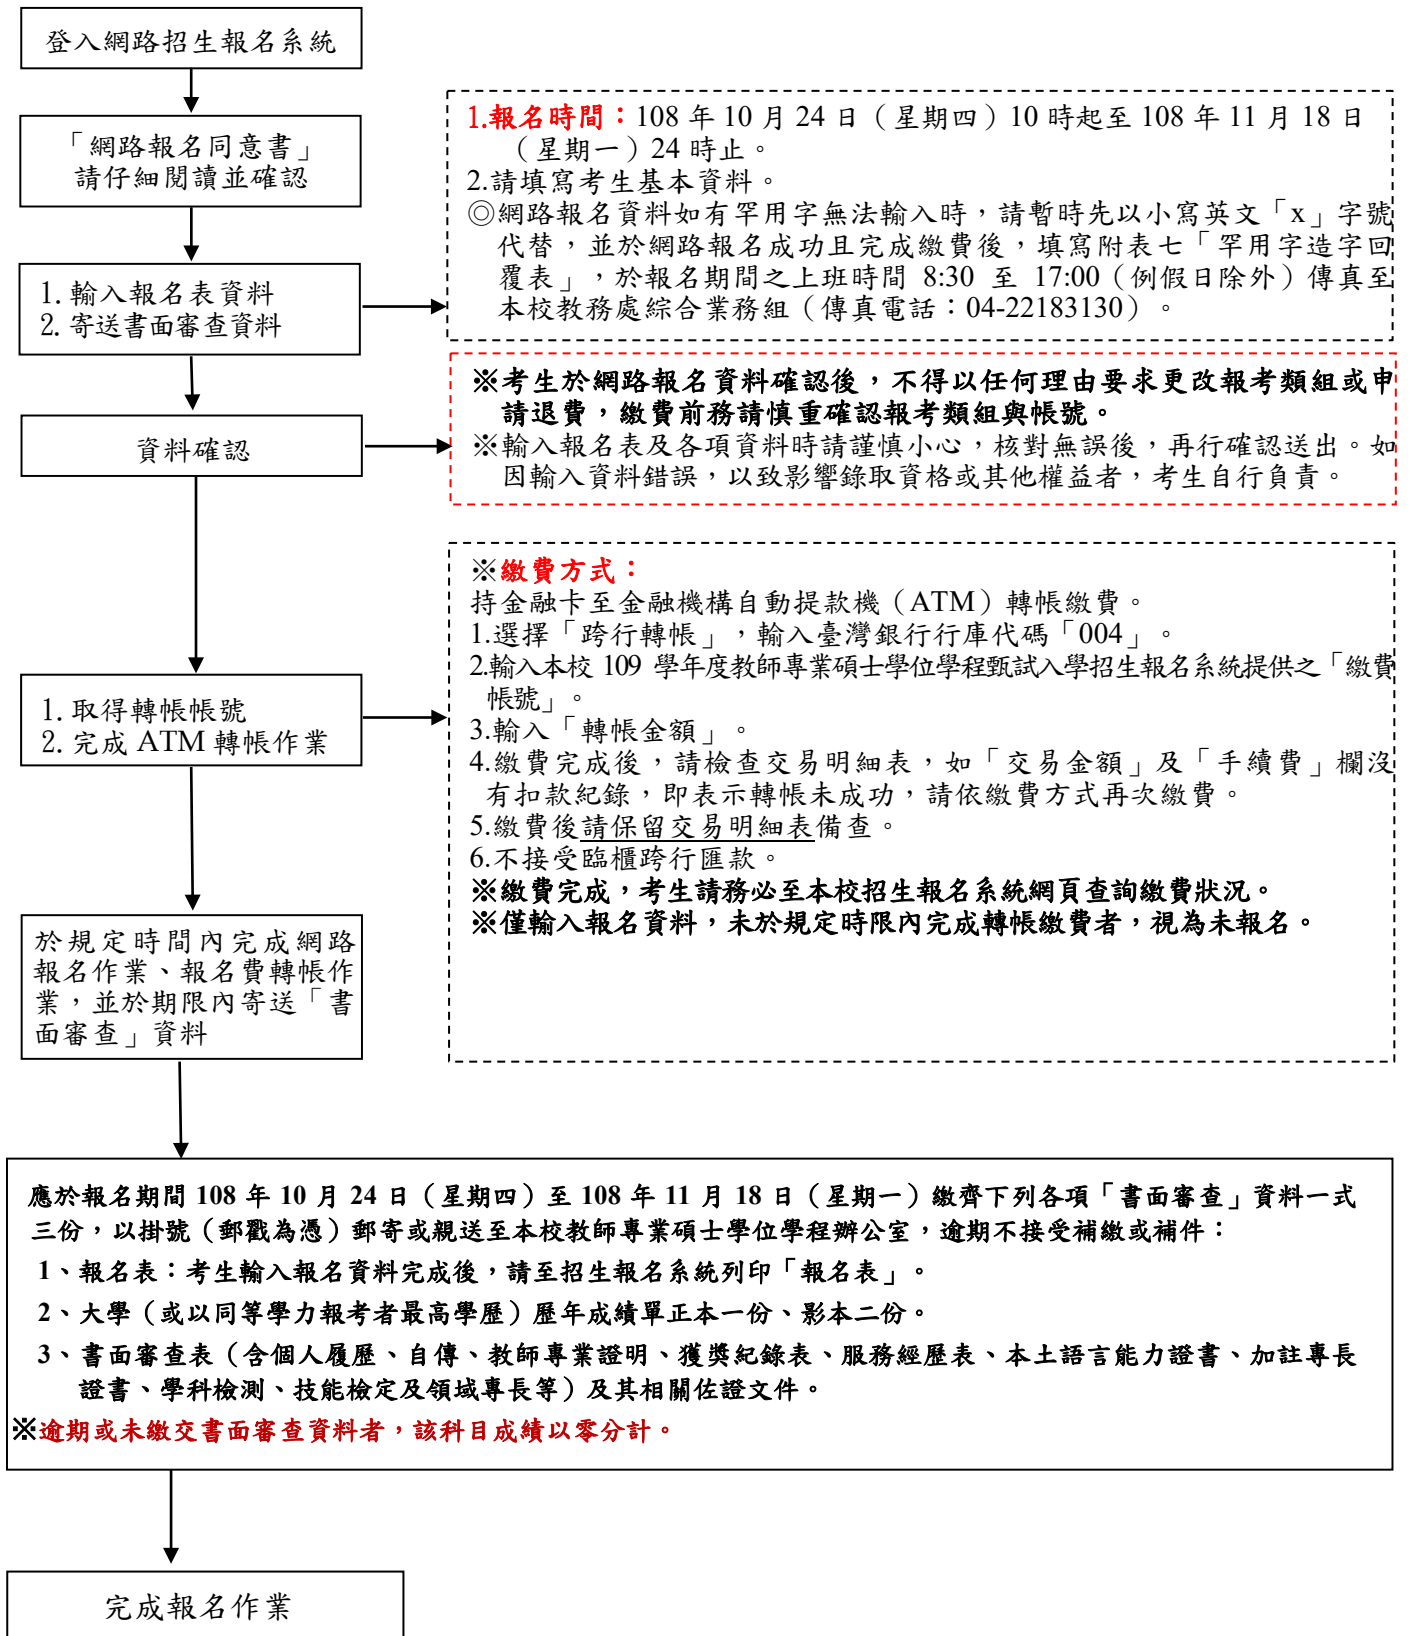 登入網路招生報名系統
「網路報名同意書」
請仔細閱讀並確認
1.報名時間：108 年 10 月 24 日（星期四）10 時起至 108 年 11 月 18 日
（星期一）24 時止。
2.請填寫考生基本資料。
◎網路報名資料如有罕用字無法輸入時，請暫時先以小寫英文「x」字號
代替，並於網路報名成功且完成繳費後，填寫附表七「罕用字造字回
覆表」，於報名期間之上班時間 8:30 至 17:00（例假日除外）傳真至
本校教務處綜合業務組（傳真電話：04-22183130）。
1. 輸入報名表資料
2. 寄送書面審查資料
※考生於網路報名資料確認後，不得以任何理由要求更改報考類組或申
請退費，繳費前務請慎重確認報考類組與帳號。
※輸入報名表及各項資料時請謹慎小心，核對無誤後，再行確認送出。如
因輸入資料錯誤，以致影響錄取資格或其他權益者，考生自行負責。
資料確認
※繳費方式：
持金融卡至金融機構自動提款機（ATM）轉帳繳費。
1.選擇「跨行轉帳」，輸入臺灣銀行行庫代碼「004」。
2.輸入本校 109 學年度教師專業碩士學位學程甄試入學招生報名系統提供之「繳費
帳號」。
3.輸入「轉帳金額」。
4.繳費完成後，請檢查交易明細表，如「交易金額」及「手續費」欄沒
有扣款紀錄，即表示轉帳未成功，請依繳費方式再次繳費。
5.繳費後請保留交易明細表備查。
6.不接受臨櫃跨行匯款。
※繳費完成，考生請務必至本校招生報名系統網頁查詢繳費狀況。
※僅輸入報名資料，未於規定時限內完成轉帳繳費者，視為未報名。
1. 取得轉帳帳號
2. 完成 ATM 轉帳作業
於規定時間內完成網路
報名作業、報名費轉帳作
業，並於期限內寄送「書
面審查」資料
應於報名期間 108 年 10 月 24 日（星期四）至 108 年 11 月 18 日（星期一）繳齊下列各項「書面審查」資料一式
三份，以掛號（郵戳為憑）郵寄或親送至本校教師專業碩士學位學程辦公室，逾期不接受補繳或補件：
1、報名表：考生輸入報名資料完成後，請至招生報名系統列印「報名表」。
2、大學（或以同等學力報考者最高學歷）歷年成績單正本一份、影本二份。
3、書面審查表（含個人履歷、自傳、教師專業證明、獲獎紀錄表、服務經歷表、本土語言能力證書、加註專長
證書、學科檢測、技能檢定及領域專長等）及其相關佐證文件。
※逾期或未繳交書面審查資料者，該科目成績以零分計。
完成報名作業